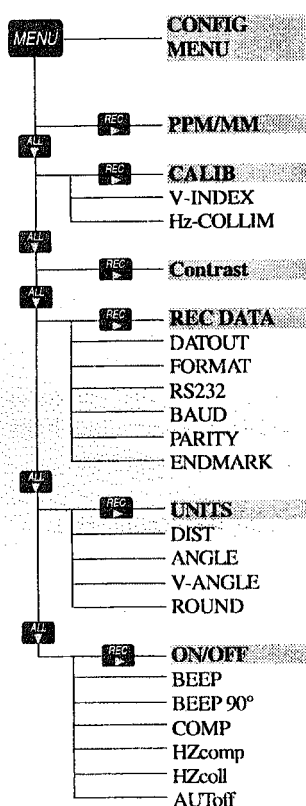 MENU
CONFIG
MENU
REC
PPM/MM
ALL
REC
CALIB
V-INDEX
Hz-COLLIM
ALL
REC
Contrast
ALL
REC
REC DATA
DATOUT
FORMAT
RS232
BAUD
PARITY
ENDMARK
ALL
REC
UNITS
DIST
ANGLE
V-ANGLE
ROUND
ALL
REC
ON/OFF
BEEP
BEEP 90°
COMP
HZcomp
HZcoll
AUToff